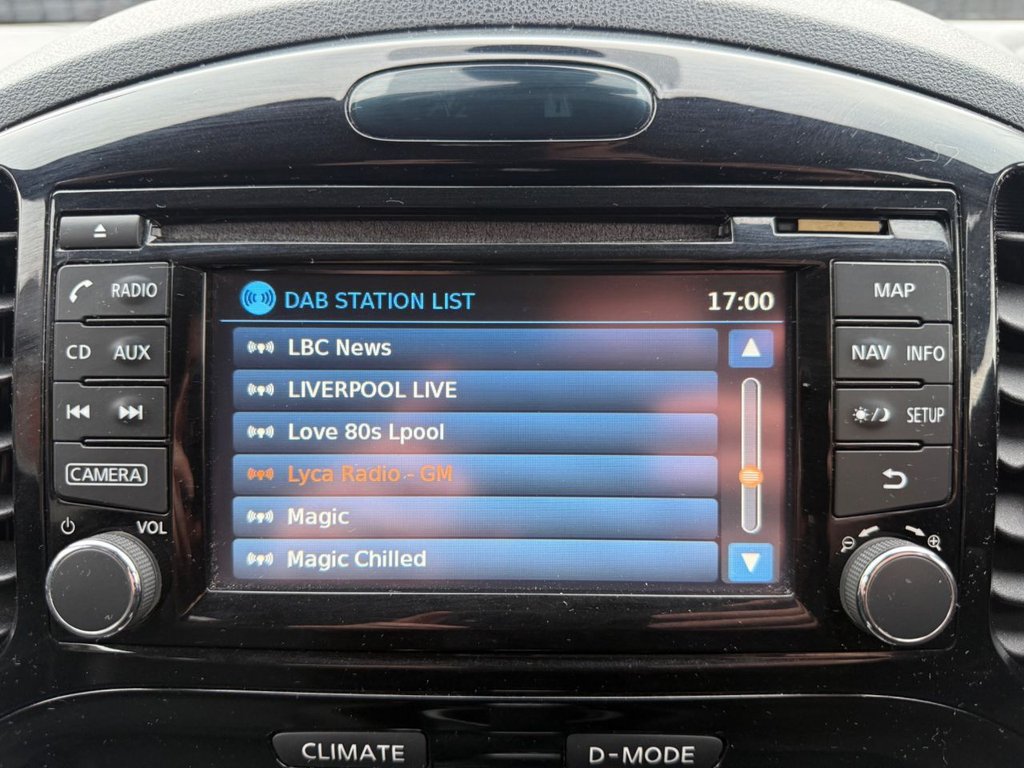 DAB STATION LIST 17:00
LBC News
LIVERPOOL LIVE
Love 80s Lpool
Lyca Radio - GM
Magic
Magic Chilled
RADIO
CD AUX
CAMERA
VOL
MAP
NAV INFO
SETUP
CLIMATE
D-MODE